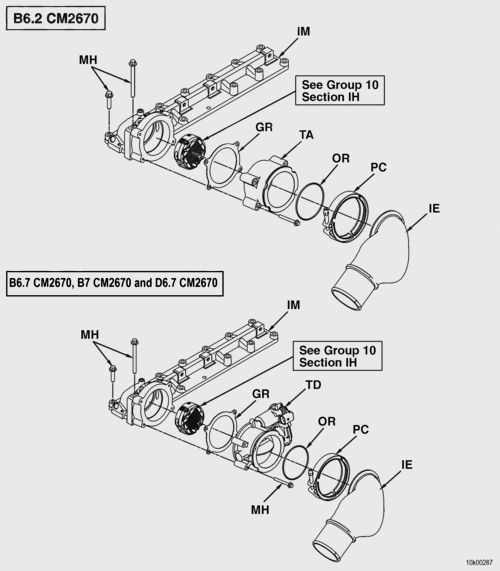 B6.2 CM2670
IM
MH
See Group 10
Section IH
GR
TA
OR
PC
IE
B6.7 CM2670, B7 CM2670 and D6.7 CM2670
IM
MH
See Group 10
Section IH
GR
TD
OR
PC
IE
MH
10k00287